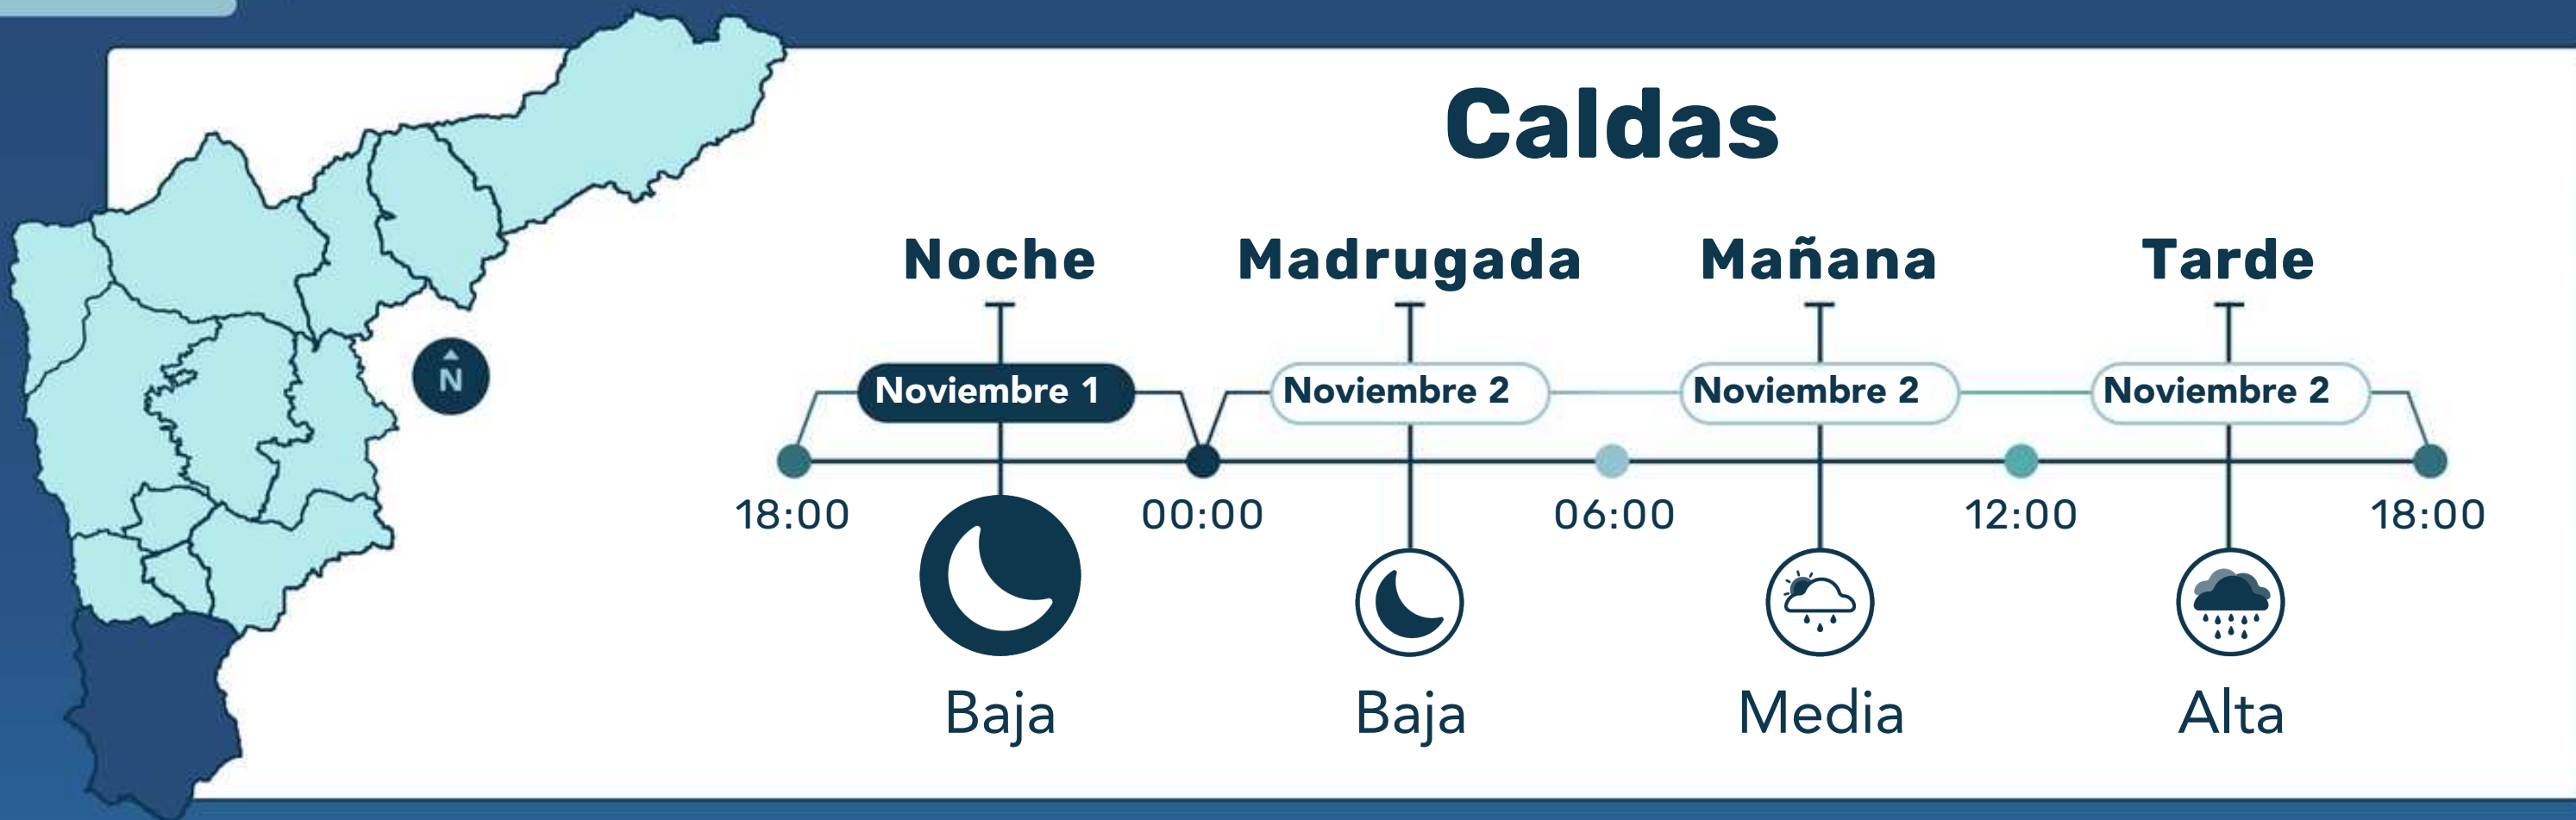 Caldas
Noche Madrugada Mañana Tarde
N
Noviembre 1 Noviembre 2 Noviembre 2 Noviembre 2
18:00 00:00 06:00 12:00 18:00
Baja Baja Media Alta